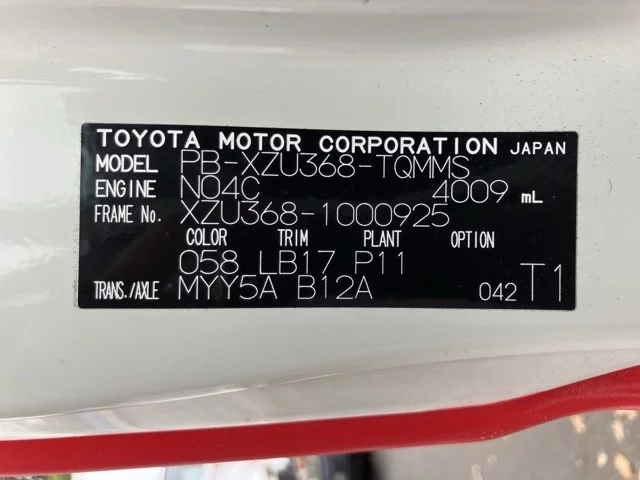 TOYOTA MOTOR CORPORATION JAPAN
MODEL PB-XZU368-TQMMS
ENGINE N04C 4009 mL
FRAME No. XZU368-1000925
COLOR TRIM PLANT OPTION
058 LB17 P11
TRANS./AXLE MYY5A B12A 042 T1